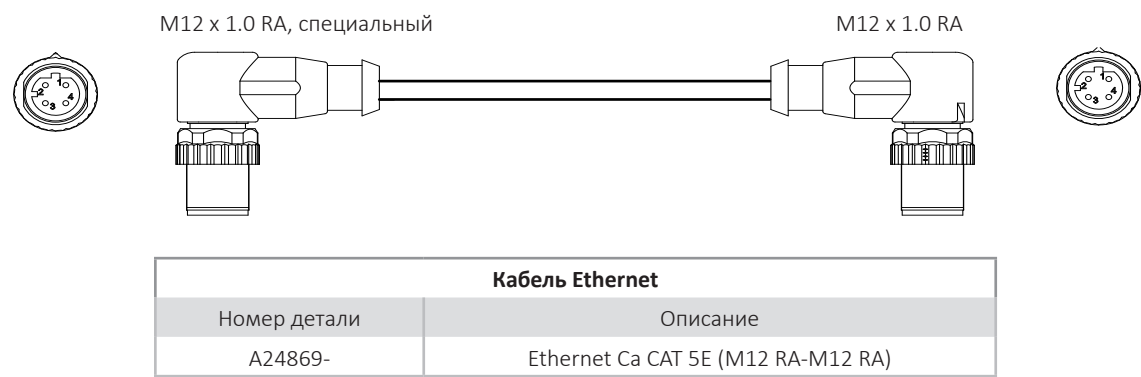 M12 x 1.0 RA, специальный M12 x 1.0 RA
1
2
3
4
1
2
3
4
Кабель Ethernet
Номер детали Описание
A24869- Ethernet Ca CAT 5E (M12 RA-M12 RA)